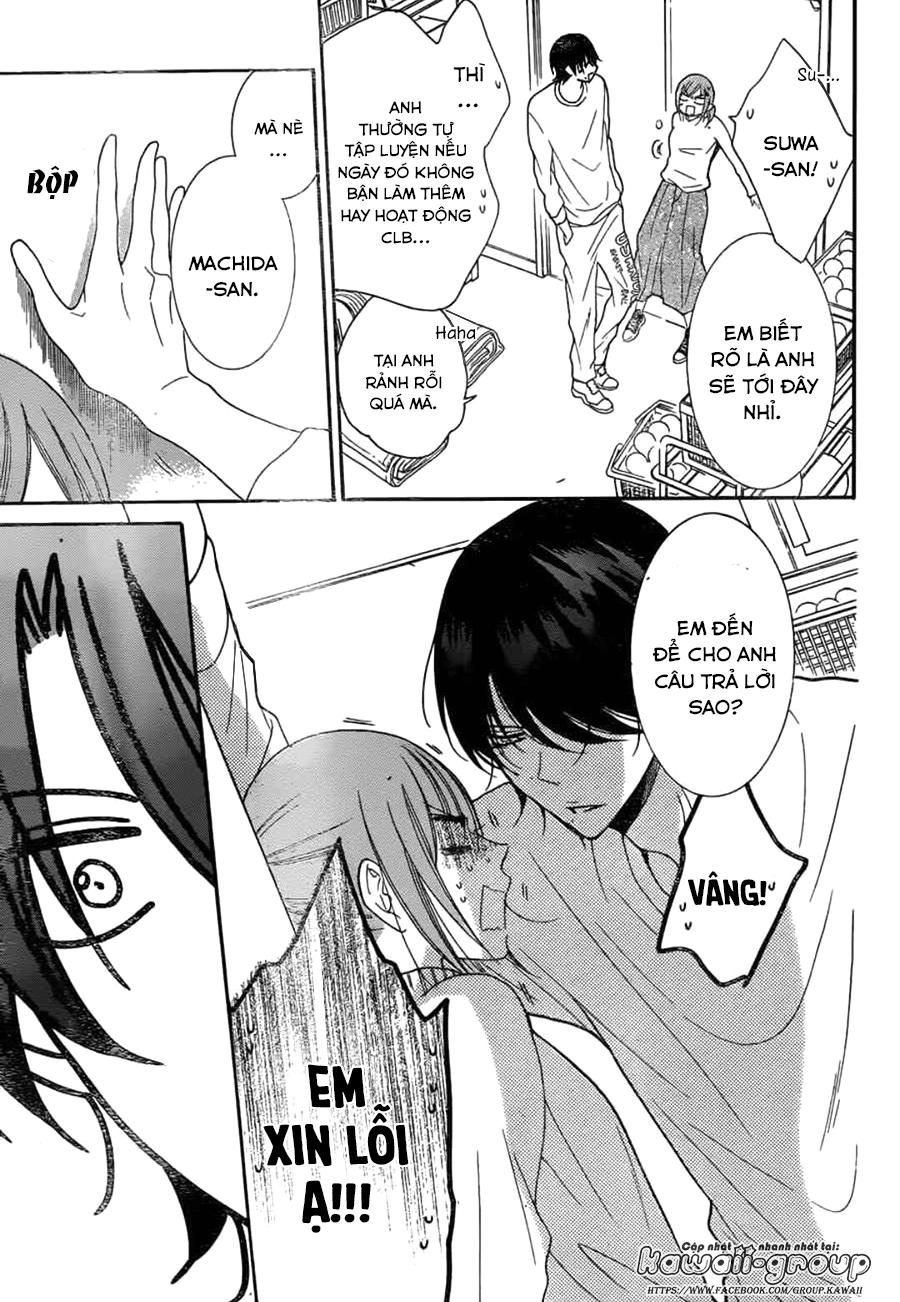 Sù-...
SUWA
-SAN!
EM BIẾT
RÕ LÀ ANH
SẼ TỚI ĐÂY
NHỈ.
THÌ
...
ANH
THƯỜNG TỰ
TẬP LUYỆN NẾU
NGÀY ĐÓ KHÔNG
BẬN LÀM THÊM
HAY HOẠT ĐỘNG
CLB...
Haha
TẠI ANH
RẢNH RỖI
QUÁ MÀ.
MÀ NÈ
...
MACHIDA
-SAN.
BỘP
EM ĐẾN
ĐỂ CHO ANH
CÂU TRẢ LỜI
SAO?
VÂNG!
EM
XIN LỖI
Ạ!!!
Cập nhật nhanh nhất tại:
kawaii-group
HTTPS://WWW.FACEBOOK.COM/GROUP.KAWAII